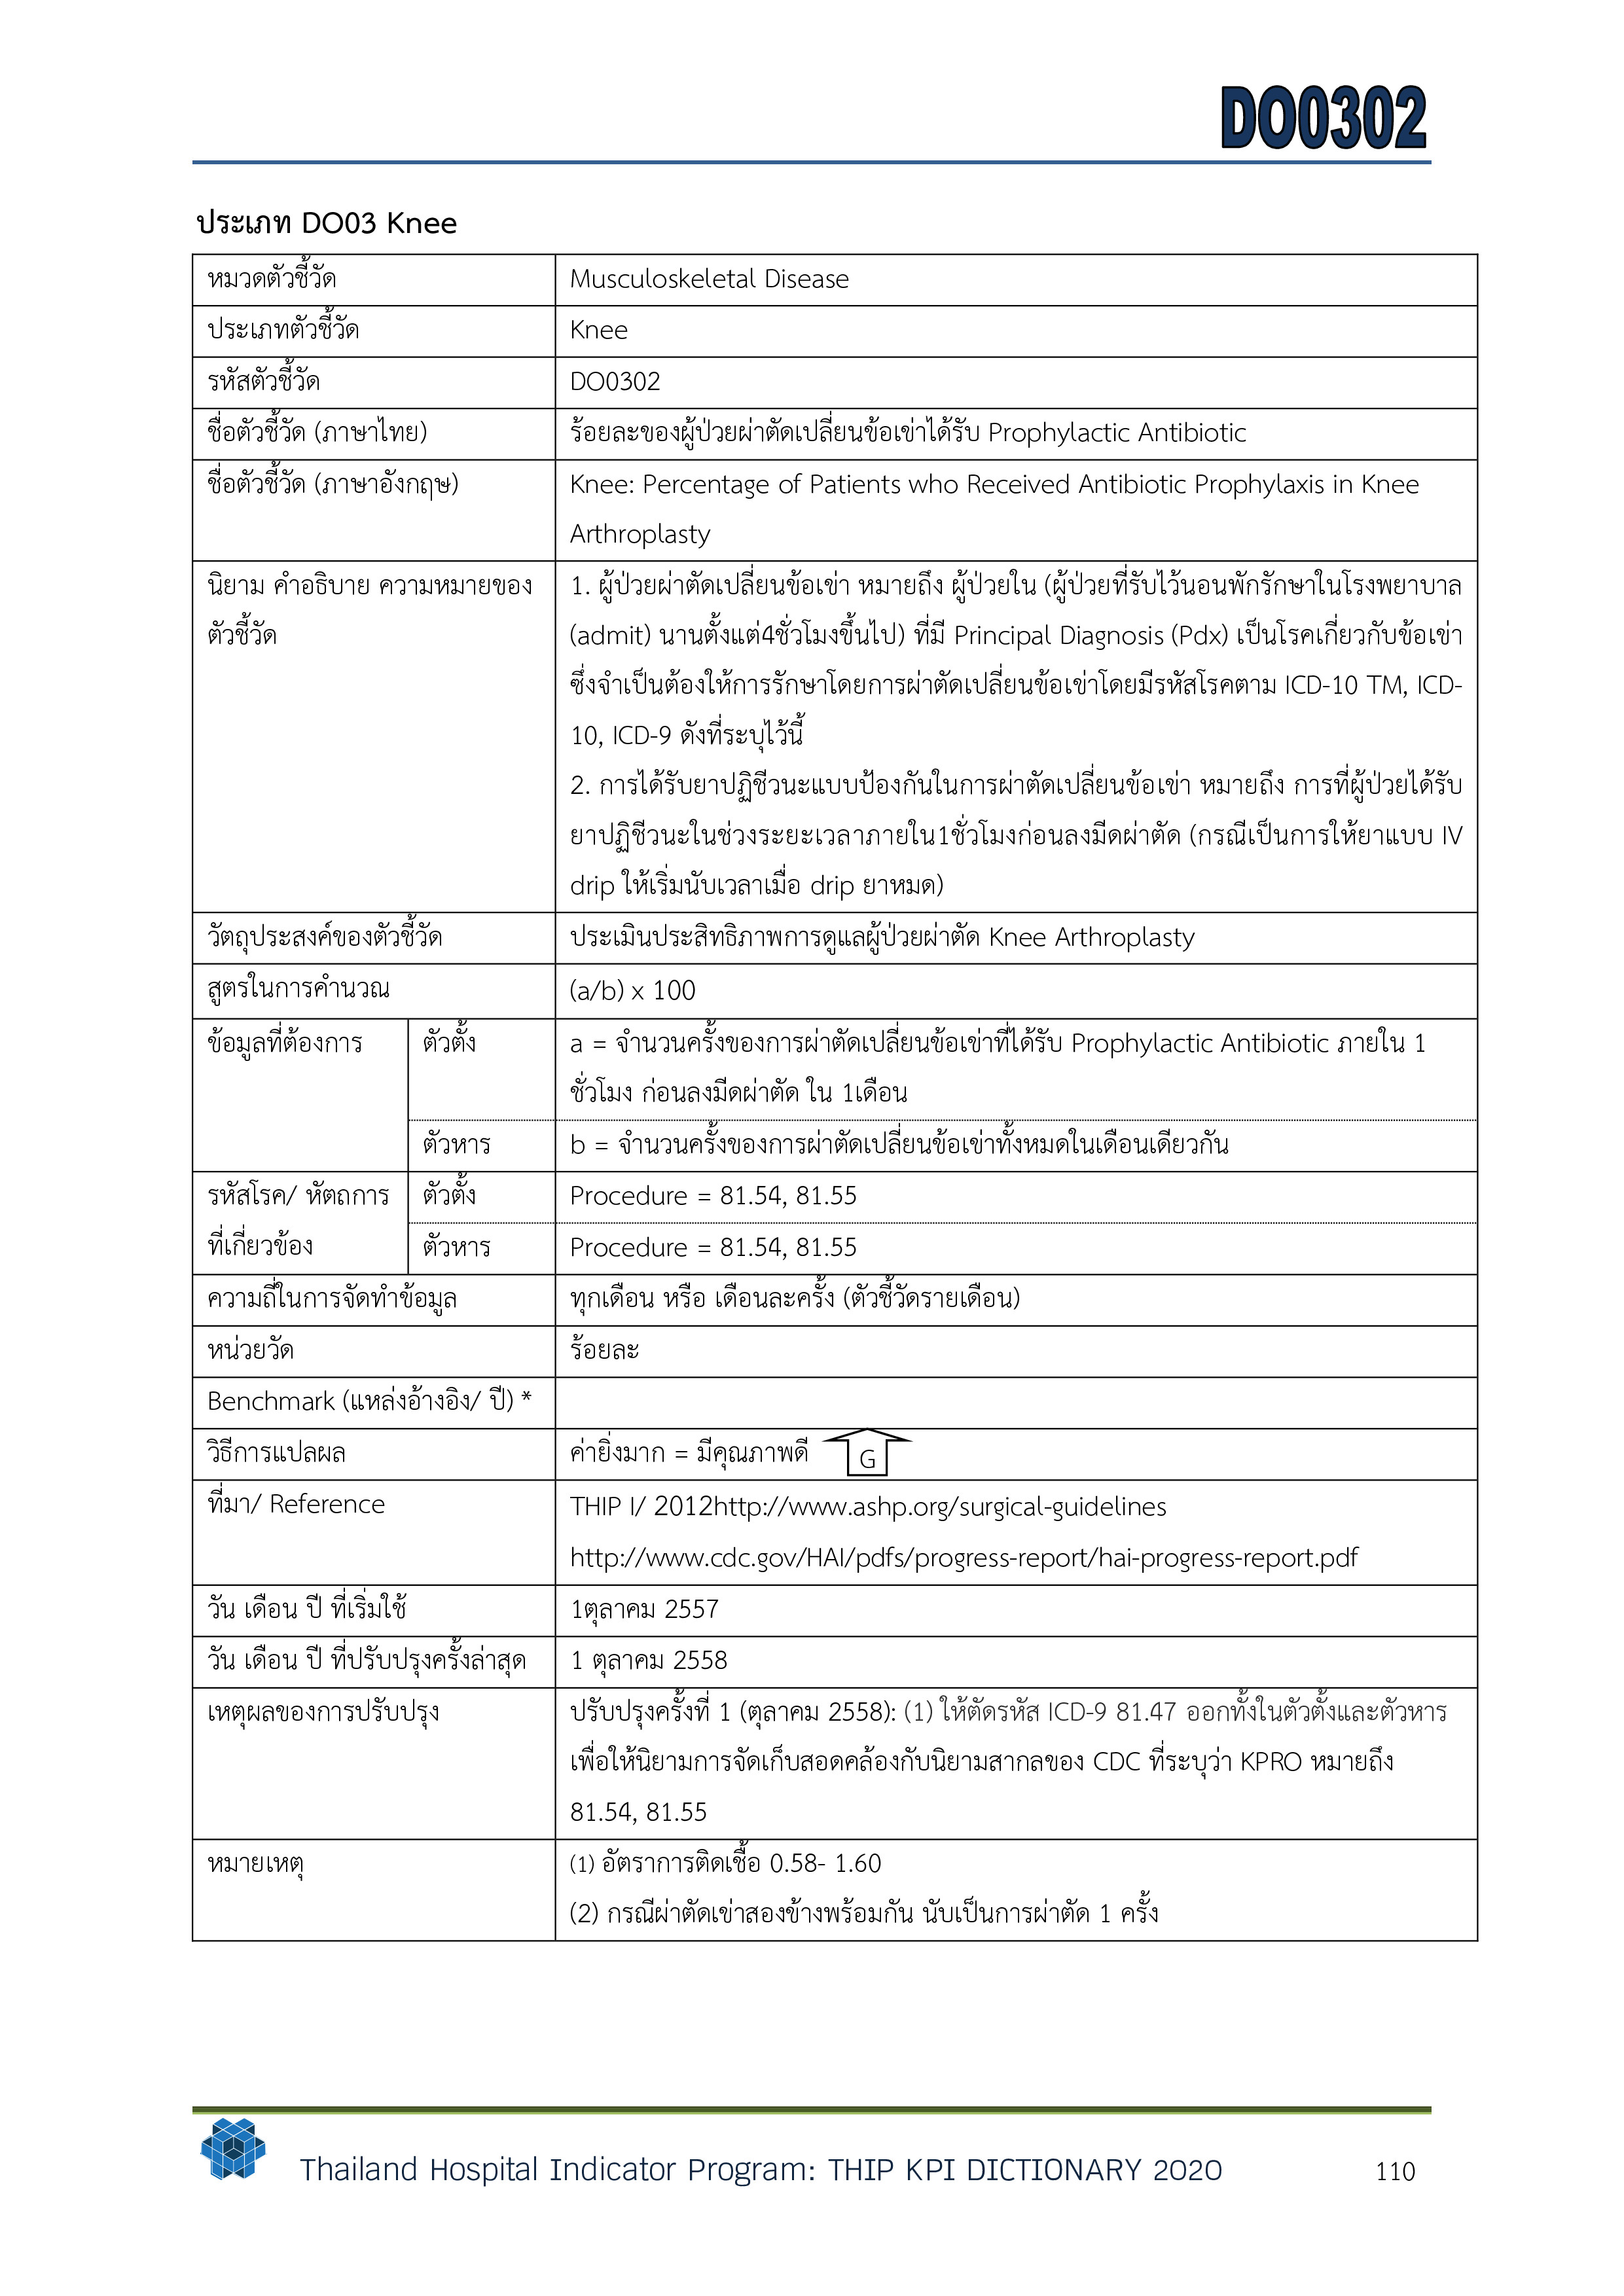 DO0302
ประเภท DO03 Knee
หมวดตัวชี้วัด Musculoskeletal Disease
ประเภทตัวชี้วัด Knee
รหัสตัวชี้วัด DO0302
ชื่อตัวชี้วัด (ภาษาไทย) ร้อยละของผู้ป่วยผ่าตัดเปลี่ยนข้อเข่าได้รับ Prophylactic Antibiotic
ชื่อตัวชี้วัด (ภาษาอังกฤษ) Knee: Percentage of Patients who Received Antibiotic Prophylaxis in Knee
Arthroplasty
นิยาม คำอธิบาย ความหมายของ 1. ผู้ป่วยผ่าตัดเปลี่ยนข้อเข่า หมายถึง ผู้ป่วยใน (ผู้ป่วยที่รับไว้นอนพักรักษาในโรงพยาบาล
ตัวชี้วัด (admit) นานตั้งแต่4ชั่วโมงขึ้นไป) ที่มี Principal Diagnosis (Pdx) เป็นโรคเกี่ยวกับข้อเข่า
ซึ่งจำเป็นต้องให้การรักษาโดยการผ่าตัดเปลี่ยนข้อเข่าโดยมีรหัสโรคตาม ICD-10 TM, ICD-
10, ICD-9 ดังที่ระบุไว้นี้
2. การได้รับยาปฏิชีวนะแบบป้องกันในการผ่าตัดเปลี่ยนข้อเข่า หมายถึง การที่ผู้ป่วยได้รับ
ยาปฏิชีวนะในช่วงระยะเวลาภายใน1ชั่วโมงก่อนลงมีดผ่าตัด (กรณีเป็นการให้ยาแบบ IV
drip ให้เริ่มนับเวลาเมื่อ drip ยาหมด)
วัตถุประสงค์ของตัวชี้วัด ประเมินประสิทธิภาพการดูแลผู้ป่วยผ่าตัด Knee Arthroplasty
สูตรในการคำนวณ (a/b) x 100
ข้อมูลที่ต้องการ ตัวตั้ง a = จำนวนครั้งของการผ่าตัดเปลี่ยนข้อเข่าที่ได้รับ Prophylactic Antibiotic ภายใน 1
ชั่วโมง ก่อนลงมีดผ่าตัด ใน 1เดือน
ตัวหาร b = จำนวนครั้งของการผ่าตัดเปลี่ยนข้อเข่าทั้งหมดในเดือนเดียวกัน
รหัสโรค/ หัตถการ ตัวตั้ง Procedure = 81.54, 81.55
ที่เกี่ยวข้อง ตัวหาร Procedure = 81.54, 81.55
ความถี่ในการจัดทำข้อมูล ทุกเดือน หรือ เดือนละครั้ง (ตัวชี้วัดรายเดือน)
หน่วยวัด ร้อยละ
Benchmark (แหล่งอ้างอิง/ ปี) *
วิธีการแปลผล ค่ายิ่งมาก = มีคุณภาพดี G
ที่มา/ Reference THIP I/ 2012http://www.ashp.org/surgical-guidelines
http://www.cdc.gov/HAI/pdfs/progress-report/hai-progress-report.pdf
วัน เดือน ปี ที่เริ่มใช้ 1ตุลาคม 2557
วัน เดือน ปี ที่ปรับปรุงครั้งล่าสุด 1 ตุลาคม 2558
เหตุผลของการปรับปรุง ปรับปรุงครั้งที่ 1 (ตุลาคม 2558): (1) ให้ตัดรหัส ICD-9 81.47 ออกทั้งในตัวตั้งและตัวหาร
เพื่อให้นิยามการจัดเก็บสอดคล้องกับนิยามสากลของ CDC ที่ระบุว่า KPRO หมายถึง
81.54, 81.55
หมายเหตุ (1) อัตราการติดเชื้อ 0.58- 1.60
(2) กรณีผ่าตัดเข่าสองข้างพร้อมกัน นับเป็นการผ่าตัด 1 ครั้ง
Thailand Hospital Indicator Program: THIP KPI DICTIONARY 2020 110